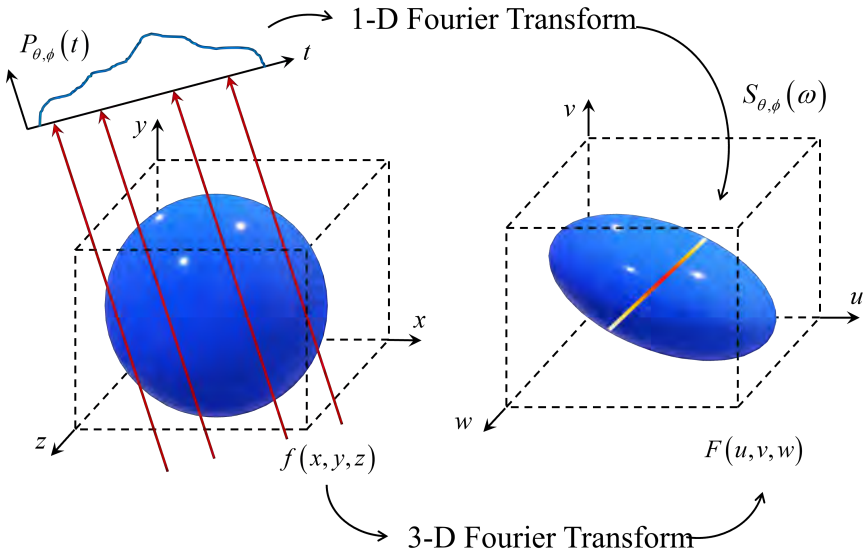 1-D Fourier Transform
P_{θ,ϕ}(t)
t
S_{θ,ϕ}(ω)
y
v
x
u
z
w
f(x,y,z)
F(u,v,w)
3-D Fourier Transform